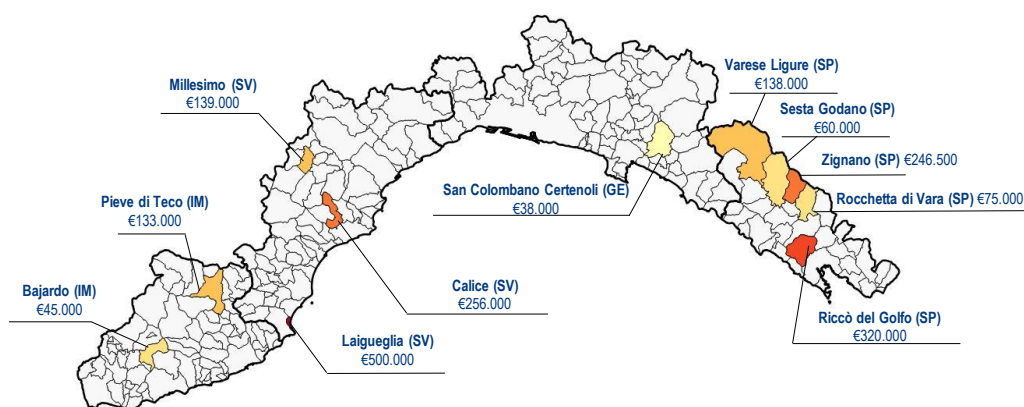 Varese Ligure (SP)
€138.000
Millesimo (SV)
€139.000
Sesta Godano (SP)
€60.000
Zignano (SP) €246.500
San Colombano Certenoli (GE)
€38.000
Rocchetta di Vara (SP) €75.000
Pieve di Teco (IM)
€133.000
Bajardo (IM)
€45.000
Calice (SV)
€256.000
Riccò del Golfo (SP)
€320.000
Laigueglia (SV)
€500.000